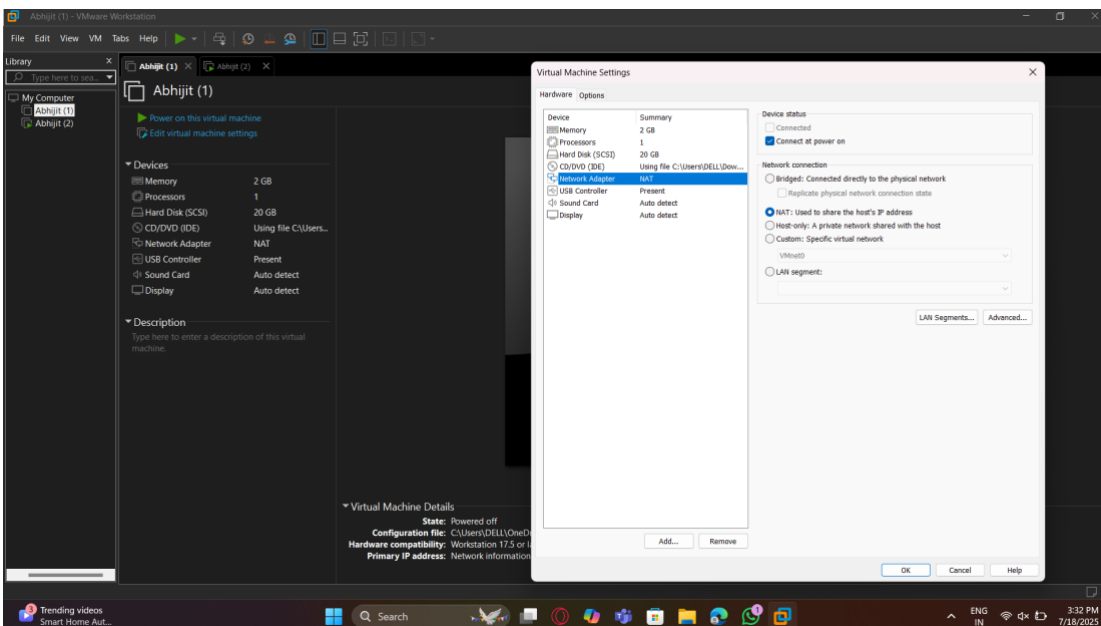 Abhijit (1) - VMware Workstation
File Edit View VM Tabs Help
Library X
Type here to sea...
My Computer
Abhijit (1)
Abhijit (2)
Abhijit (1) X Abhijit (2) X
Abhijit (1)
Power on this virtual machine
Edit virtual machine settings
Devices
Memory 2 GB
Processors 1
Hard Disk (SCSI) 20 GB
CD/DVD (IDE) Using file C:\Users...
Network Adapter NAT
USB Controller Present
Sound Card Auto detect
Display Auto detect
Description
Type here to enter a description of this virtual
machine.
Virtual Machine Details
State: Powered off
Configuration file: C:\Users\DELL\OneD
Hardware compatibility: Workstation 17.5 or l
Primary IP address: Network information
Virtual Machine Settings
Hardware Options
Device Summary
Memory 2 GB
Processors 1
Hard Disk (SCSI) 20 GB
CD/DVD (IDE) Using file C:\Users\DELL\Dow...
Network Adapter NAT
USB Controller Present
Sound Card Auto detect
Display Auto detect
Add... Remove
Device status
Connected
Connect at power on
Network connection
Bridged: Connected directly to the physical network
Replicate physical network connection state
NAT: Used to share the host's IP address
Host-only: A private network shared with the host
Custom: Specific virtual network
VMnet0
LAN segment:
LAN Segments... Advanced...
OK Cancel Help
3 Trending videos
Smart Home Aut...
Search
1
ENG
IN
3:32 PM
7/18/2025